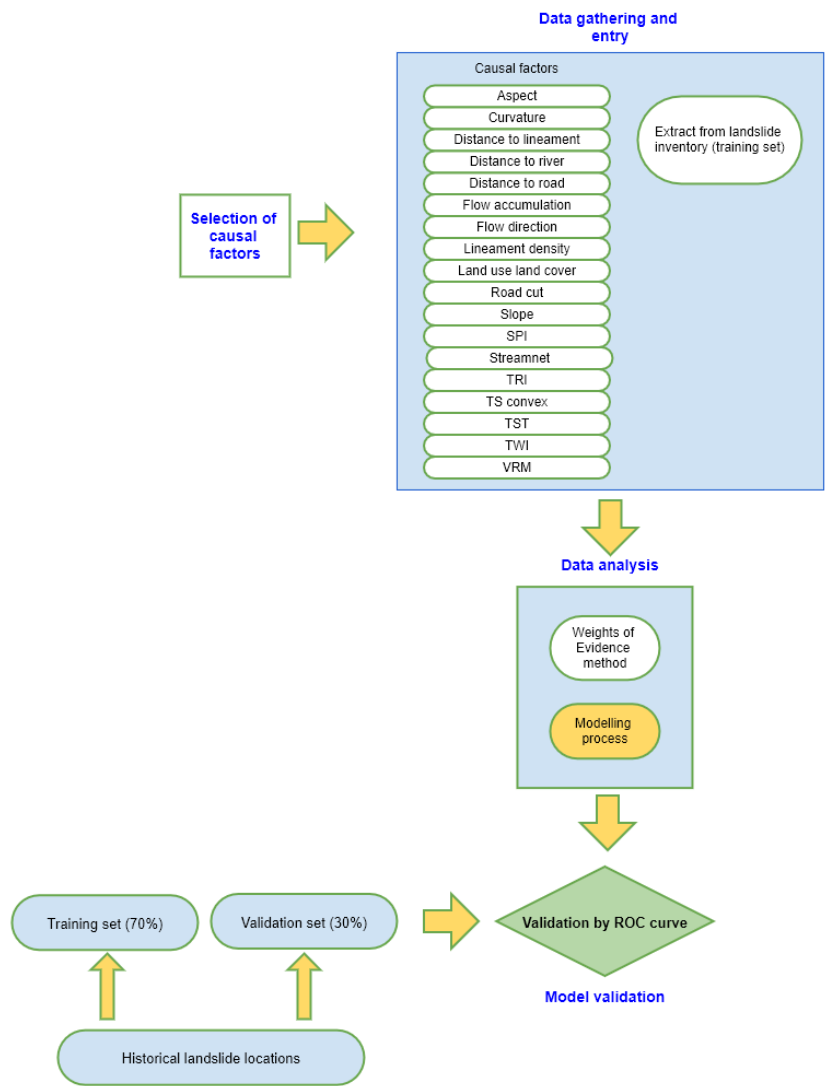 Data gathering and
entry
Causal factors
Aspect
Curvature
Distance to lineament
Distance to river
Distance to road
Flow accumulation
Flow direction
Lineament density
Land use land cover
Road cut
Slope
SPI
Streamnet
TRI
TS convex
TST
TWI
VRM
Extract from landslide
inventory (training set)
Selection of
causal
factors
Data analysis
Weights of
Evidence
method
Modelling
process
Training set (70%)
Validation set (30%)
Validation by ROC curve
Model validation
Historical landslide locations